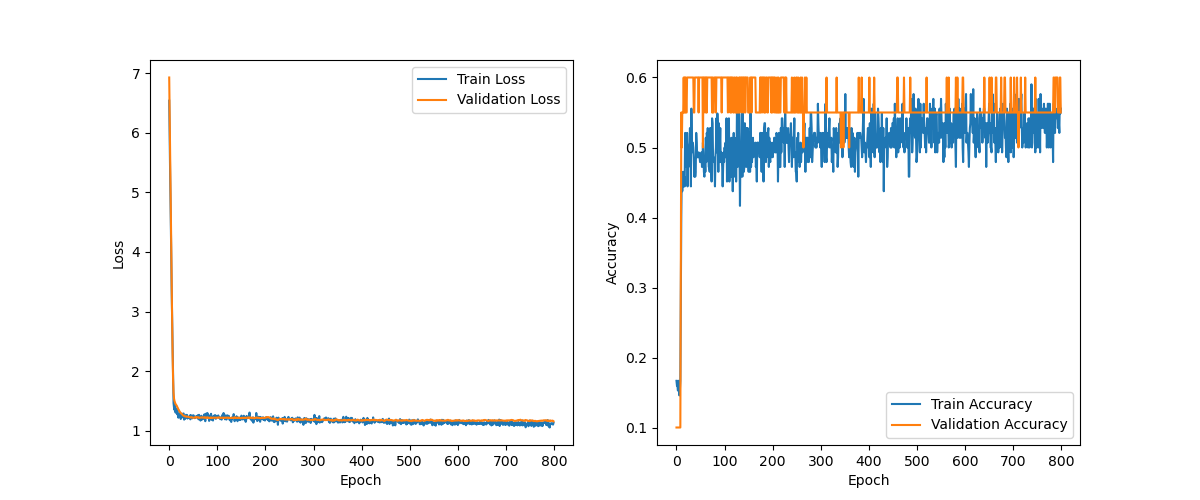 7
6
5
4
3
2
1
Loss
0 100 200 300 400 500 600 700 800
Epoch
Train Loss
Validation Loss
0.6
0.5
0.4
0.3
0.2
0.1
Accuracy
0 100 200 300 400 500 600 700 800
Epoch
Train Accuracy
Validation Accuracy